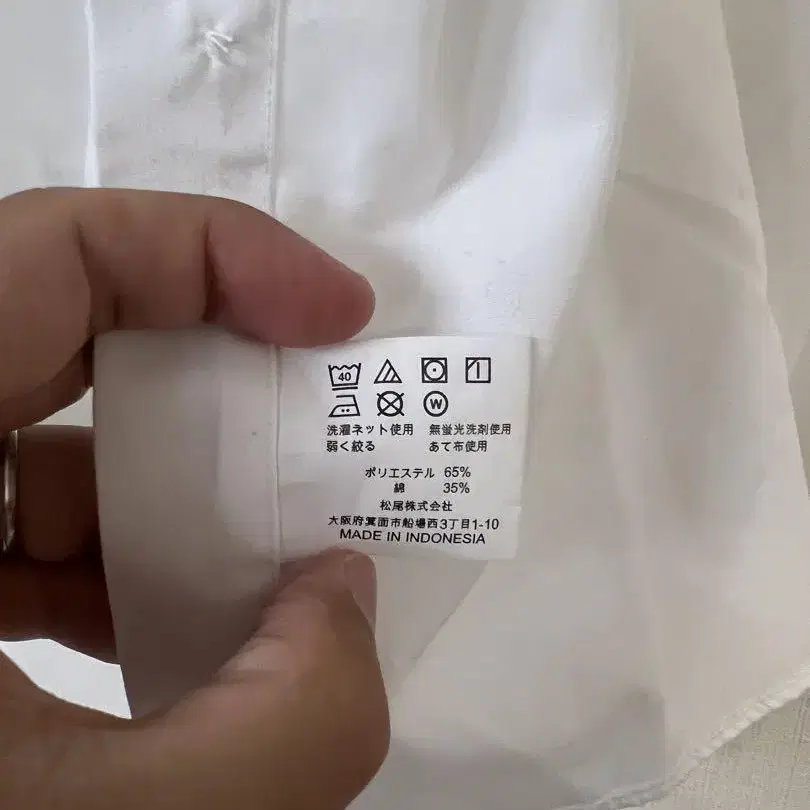 40
W
洗濯ネット使用 無蛍光洗剤使用
弱く絞る あて布使用
ポリエステル 65%
綿 35%
松尾株式会社
大阪府箕面市船場西3丁目1-10
MADE IN INDONESIA